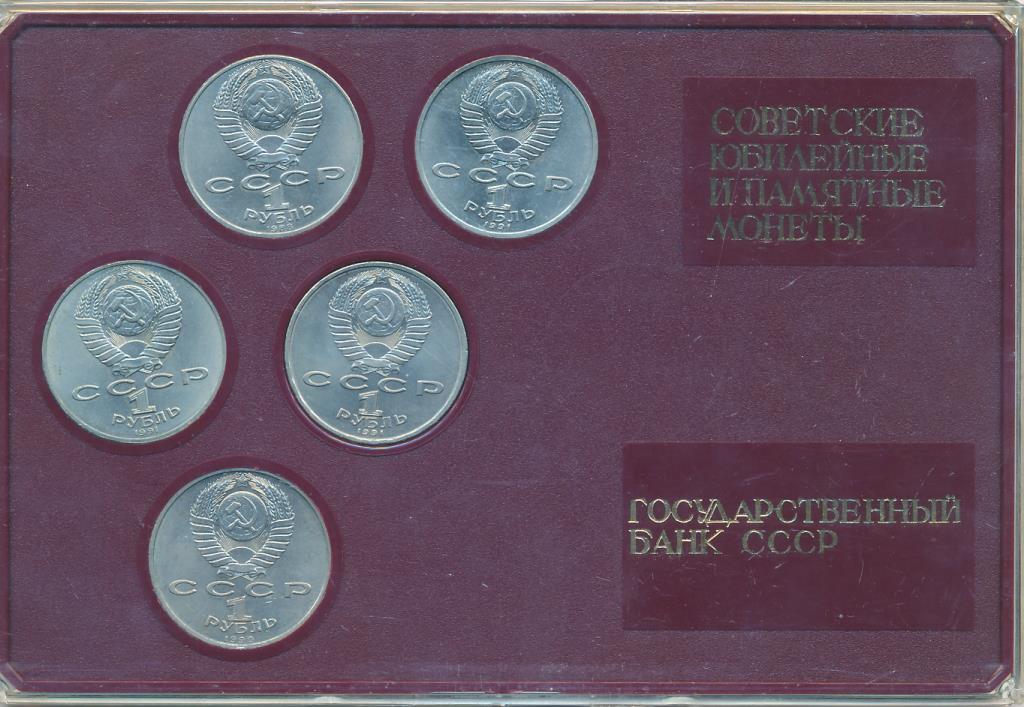 СССР
1
РУБЛЬ
СССР
1
РУБЛЬ
1991
СОВЕТСКИЕ
ЮБИЛЕЙНЫЕ
И ПАМЯТНЫЕ
МОНЕТЫ
СССР
1
РУБЛЬ
1991
СССР
1
РУБЛЬ
1991
ГОСУДАРСТВЕННЫЙ
БАНК СССР
СССР
1
РУБЛЬ